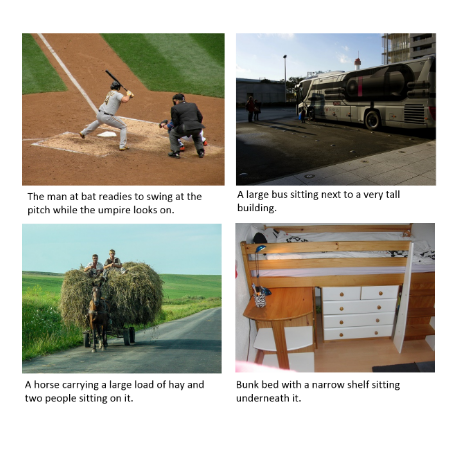 The man at bat readies to swing at the
pitch while the umpire looks on.
A large bus sitting next to a very tall
building.
A horse carrying a large load of hay and
two people sitting on it.
Bunk bed with a narrow shelf sitting
underneath it.